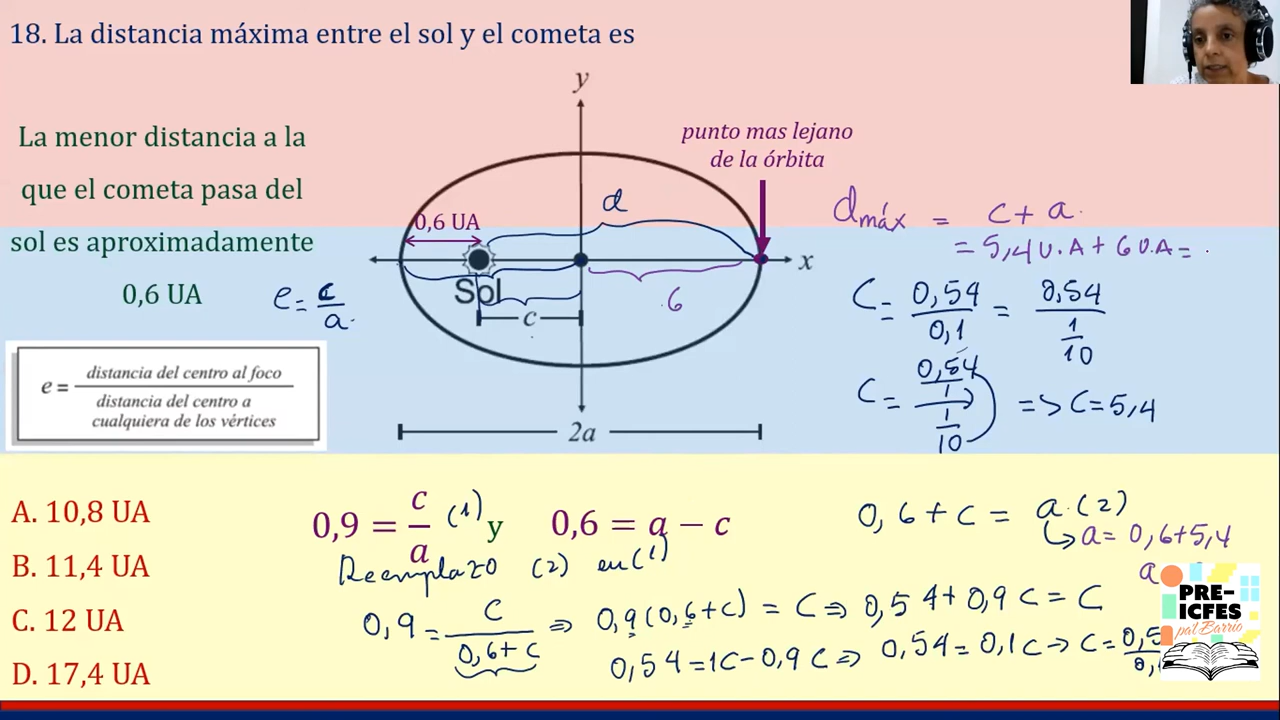 18. La distancia máxima entre el sol y el cometa es
La menor distancia a la
que el cometa pasa del
sol es aproximadamente
0,6 UA
e = c/a
e = distancia del centro al foco / distancia del centro a cualquiera de los vértices
y
punto mas lejano
de la órbita
0,6 UA
d
x
Sol
6
c
2a
dmáx = c + a.
= 5,4 U.A + 6 U.A =
C = 0,54/0,1 = 0,54/(1/10)
C = (0,54/1)/(1/10) => C = 5,4
A. 10,8 UA
B. 11,4 UA
C. 12 UA
D. 17,4 UA
0,9 = c/a (1) y 0,6 = a − c
0,6 + c = a (2)
a = 0,6 + 5,4
a
Reemplazo (2) en (1)
0,9 = C/(0,6 + C) ⇒ 0,9(0,6 + C) = C ⇒ 0,54 + 0,9C = C
0,54 = 1C − 0,9C ⇒ 0,54 = 0,1C → C =
PRE-
ICFES
pal Barrio